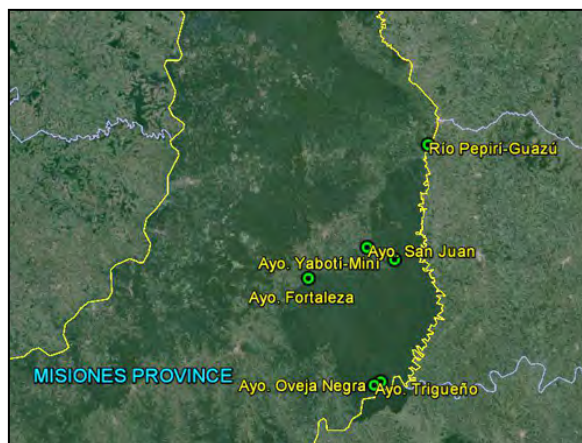 Río Pepirí-Guazú
Ayo. San Juan
Ayo. Yabotí-Miní
Ayo. Fortaleza
MISIONES PROVINCE
Ayo. Oveja Negra
Ayo. Trigueño